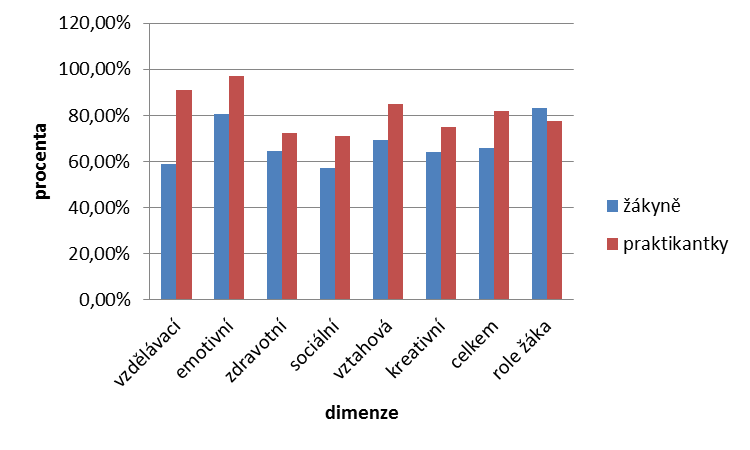 120,00%
100,00%
80,00%
60,00%
40,00%
20,00%
0,00%
procenta
vzdělávací
emotivní
zdravotní
sociální
vztahová
kreativní
celkem
role žáka
dimenze
žákyně
praktikantky